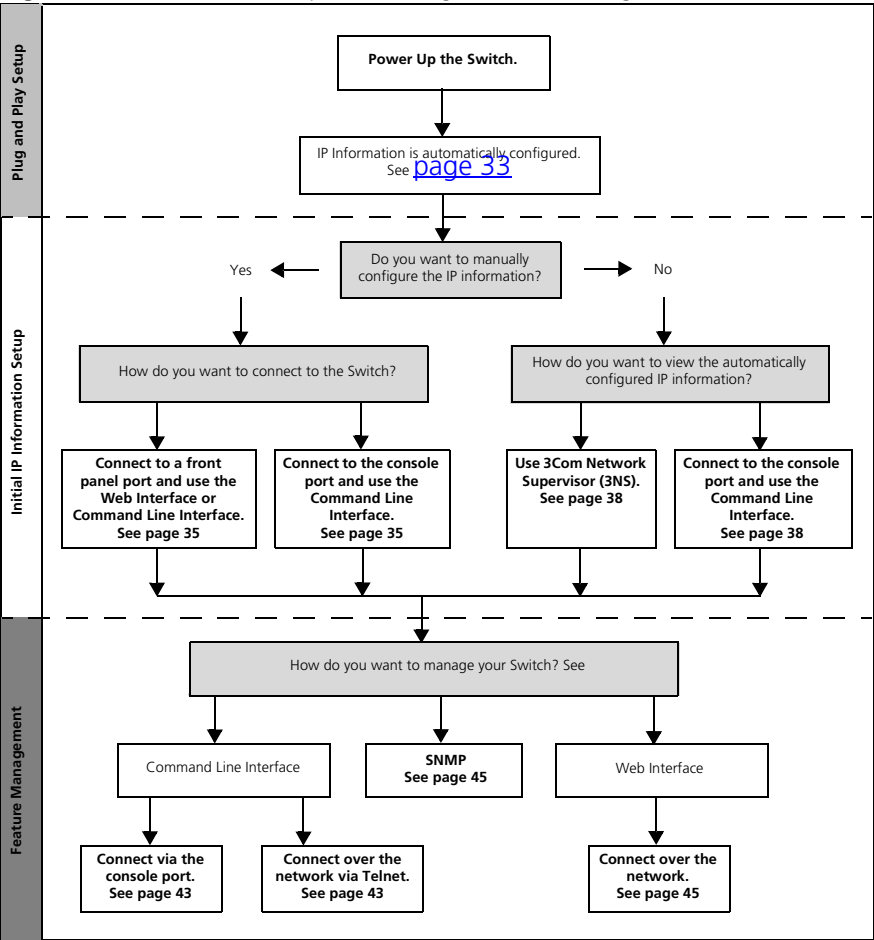 Plug and Play Setup
Power Up the Switch.
IP Information is automatically configured.
See page 33
Initial IP Information Setup
Do you want to manually
configure the IP information?
Yes
No
How do you want to connect to the Switch?
How do you want to view the automatically
configured IP information?
Connect to a front
panel port and use the
Web Interface or
Command Line Interface.
See page 35
Connect to the console
port and use the
Command Line
Interface.
See page 35
Use 3Com Network
Supervisor (3NS).
See page 38
Connect to the console
port and use the
Command Line
Interface.
See page 38
Feature Management
How do you want to manage your Switch? See
Command Line Interface
SNMP
See page 45
Web Interface
Connect via the
console port.
See page 43
Connect over the
network via Telnet.
See page 43
Connect over the
network.
See page 45